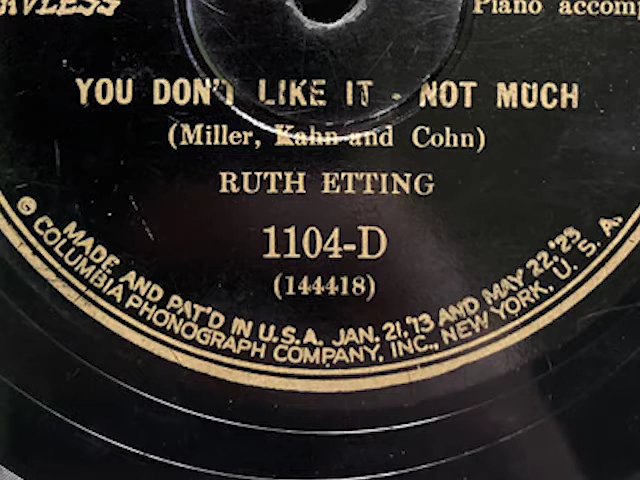 Piano accomp
YOU DON'T LIKE IT - NOT MUCH
(Miller, Kahn and Cohn)
RUTH ETTING
1104-D
(144418)
MADE AND PAT'D IN U.S.A. JAN. 21,'13 AND MAY 22,'23
COLUMBIA PHONOGRAPH COMPANY, INC., NEW YORK, U. S. A.